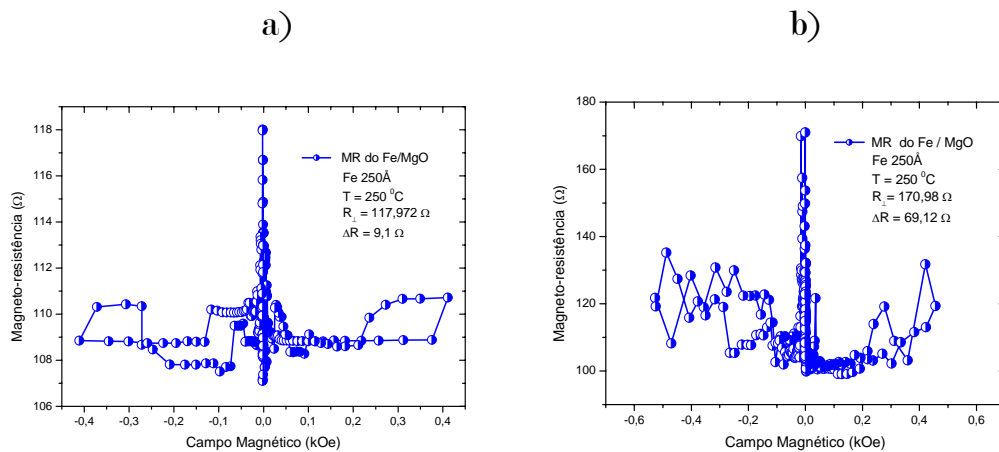 a)
118
116
114
112
110
108
106
-0,4
-0,3
-0,2
-0,1
0,0
0,1
0,2
0,3
0,4
Magneto-resistência (Ω)
Campo Magnético (kOe)
MR do Fe/MgO
Fe 250Å
T = 250 ⁰C
R⊥ = 117,972 Ω
ΔR = 9,1 Ω
b)
180
160
140
120
100
-0,6
-0,4
-0,2
0,0
0,2
0,4
0,6
Magneto-resistência (Ω)
Campo Magnético (kOe)
MR do Fe / MgO
Fe 250Å
T = 250 ⁰C
R⊥ = 170,98 Ω
ΔR = 69,12 Ω